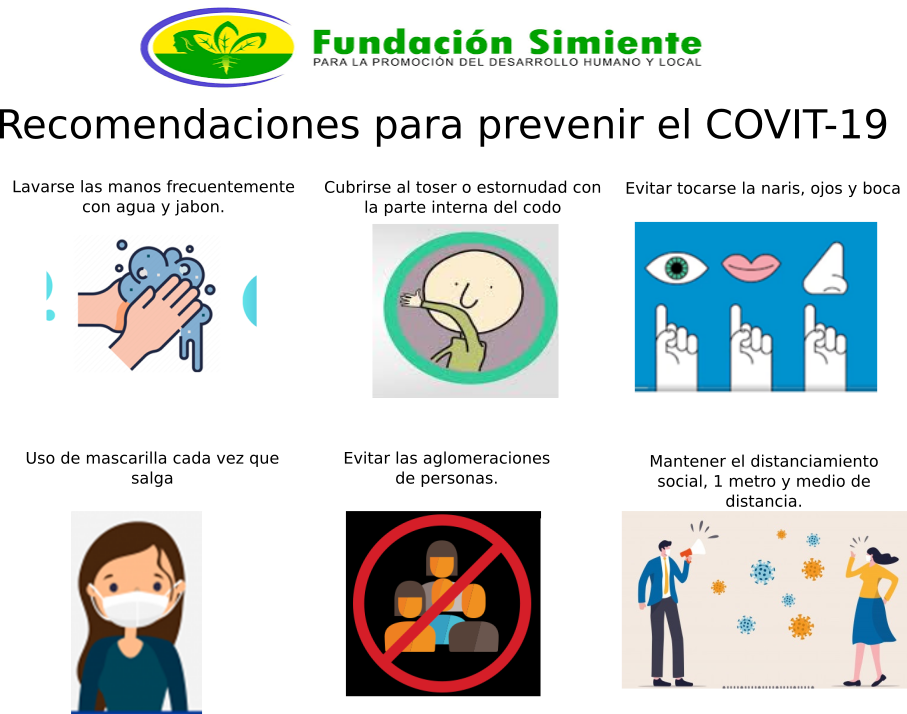 Fundación Simiente
PARA LA PROMOCIÓN DEL DESARROLLO HUMANO Y LOCAL
Recomendaciones para prevenir el COVIT-19
Lavarse las manos frecuentemente
con agua y jabon.
Cubrirse al toser o estornudad con
la parte interna del codo
Evitar tocarse la naris, ojos y boca
Uso de mascarilla cada vez que
salga
Evitar las aglomeraciones
de personas.
Mantener el distanciamiento
social, 1 metro y medio de
distancia.